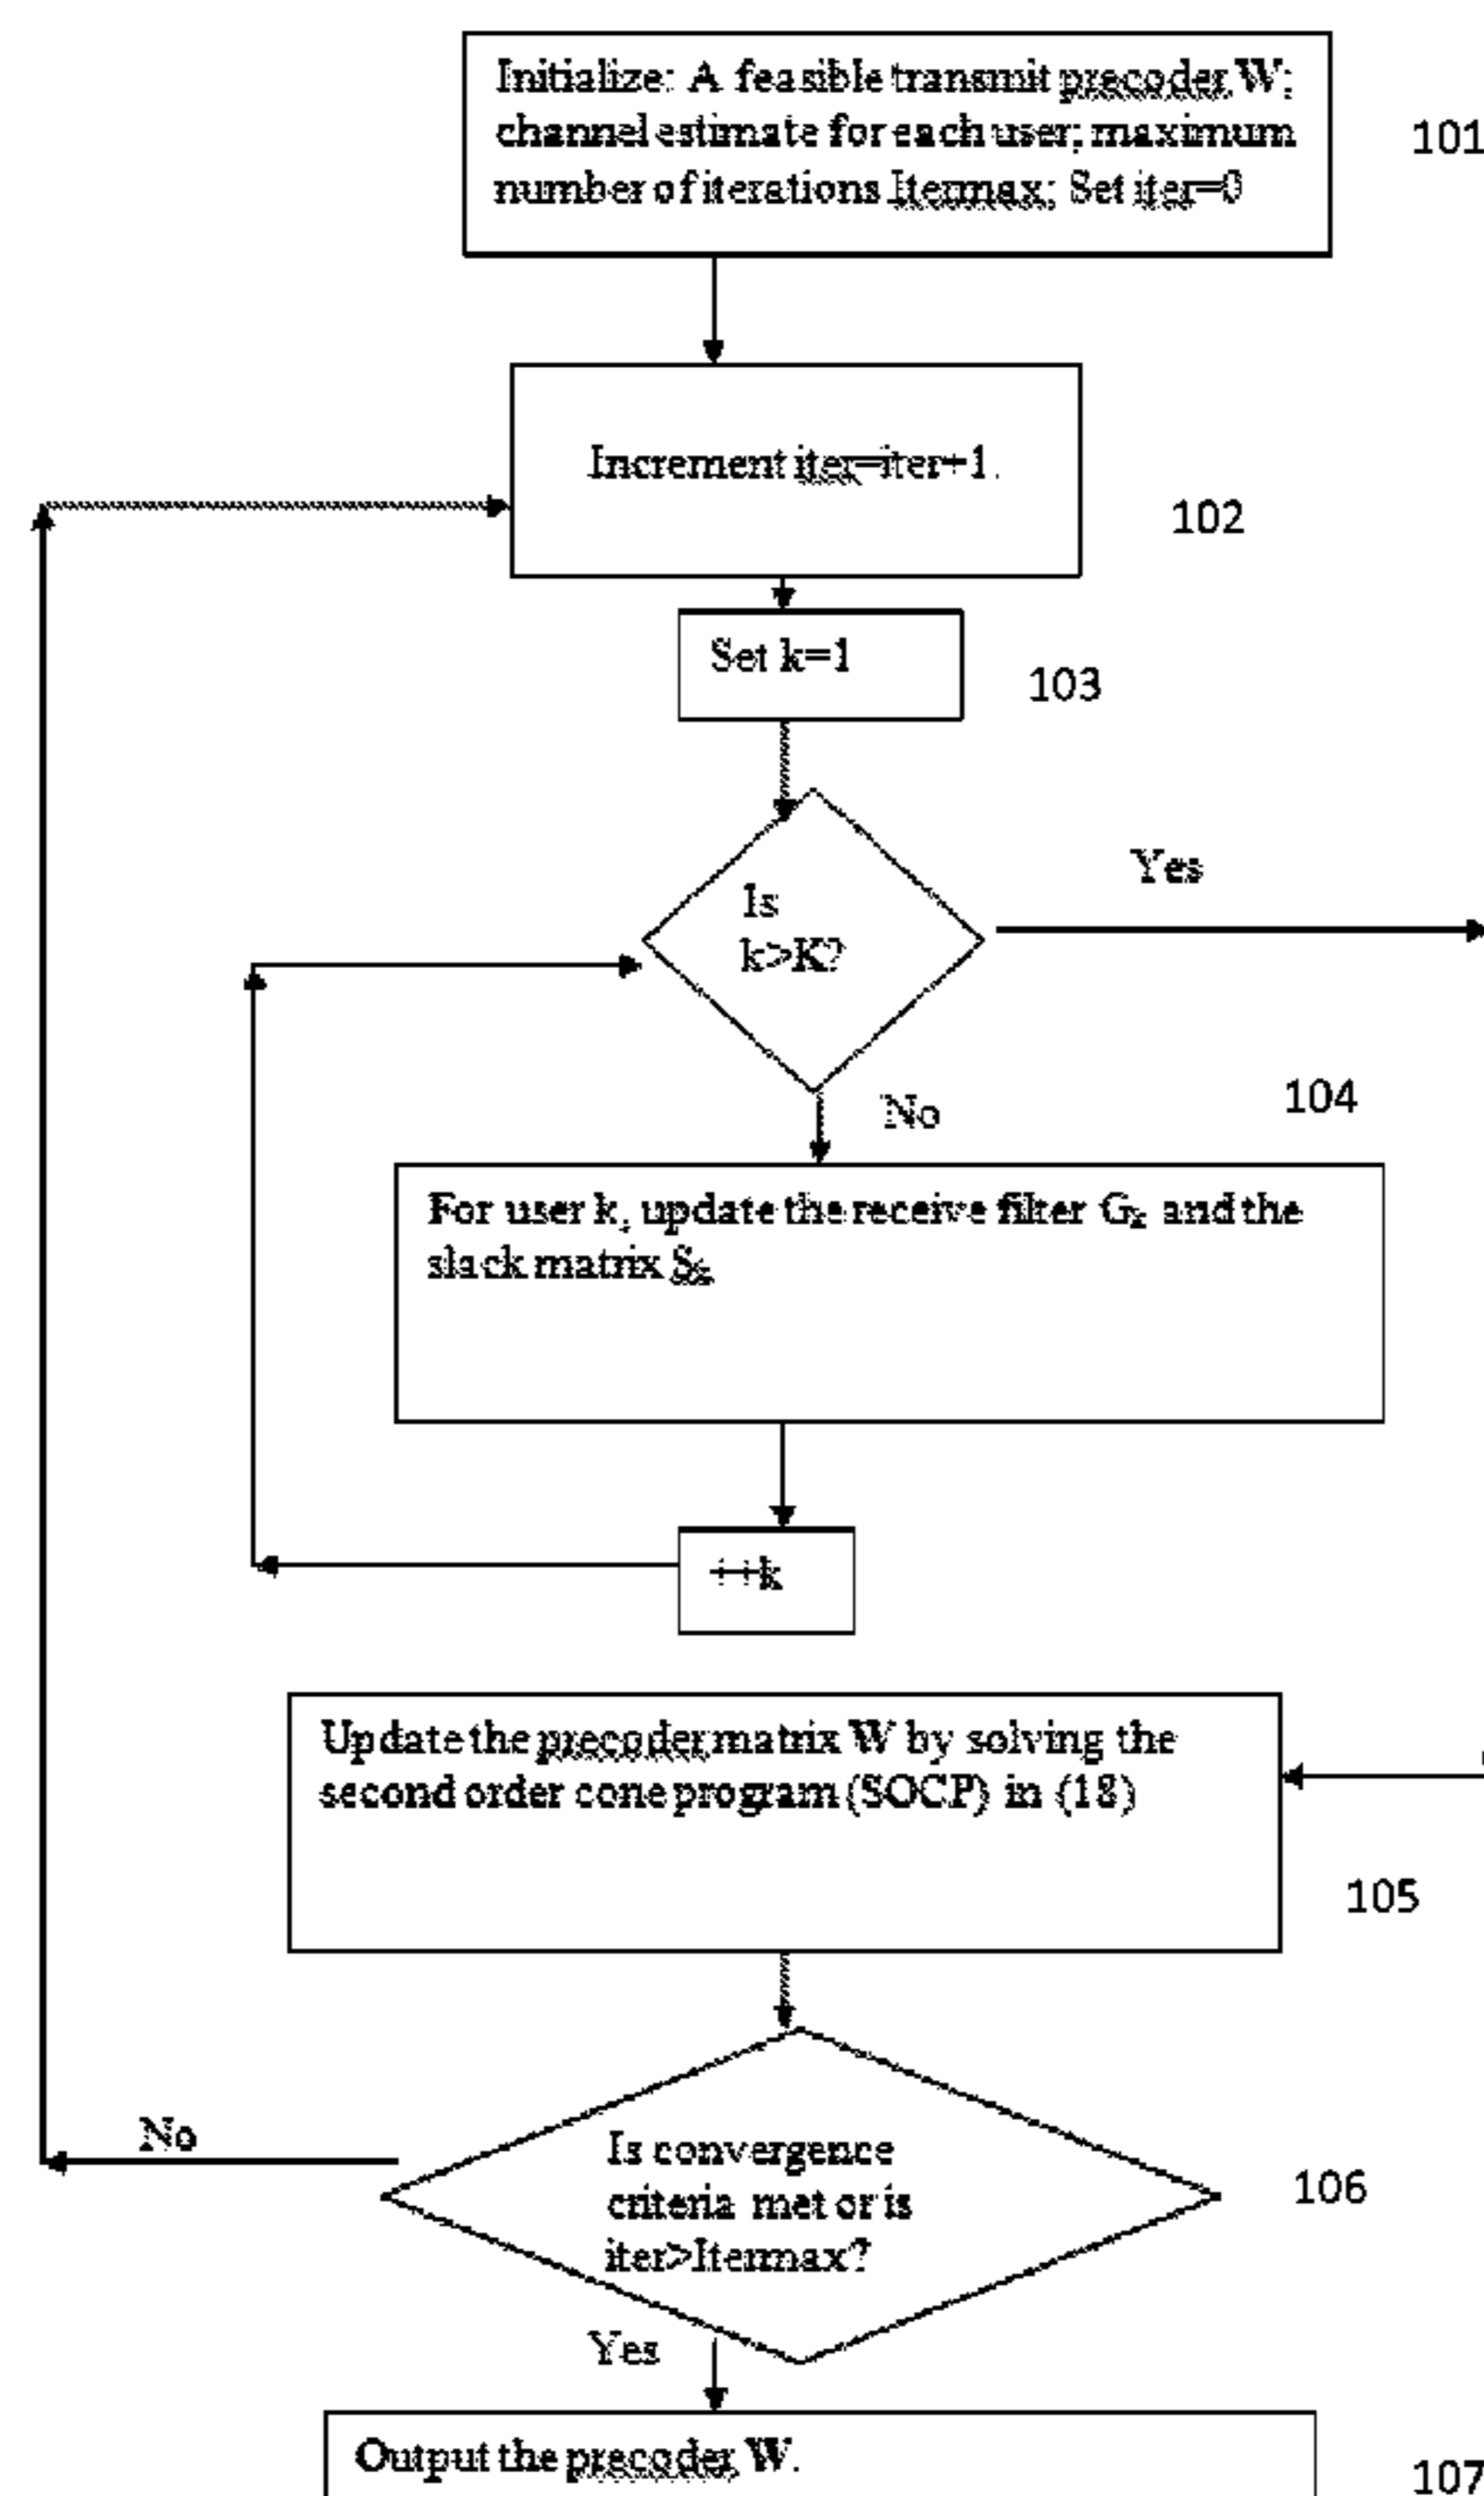 Initialize: A feasible transmit precoder W;
channel estimate for each user; maximum
number of iterations Itermax; Set iter=0
101
Increment iter=iter+1.
102
Set k=1
103
Is
k>K?
Yes
No
104
For user k, update the receive filter Gk and the
slack matrix Sk
++k
Update the precoder matrix W by solving the
second order cone program (SOCP) in (18)
105
No
Is convergence
criteria met or is
iter>Itermax?
106
Yes
Output the precoder W.
107